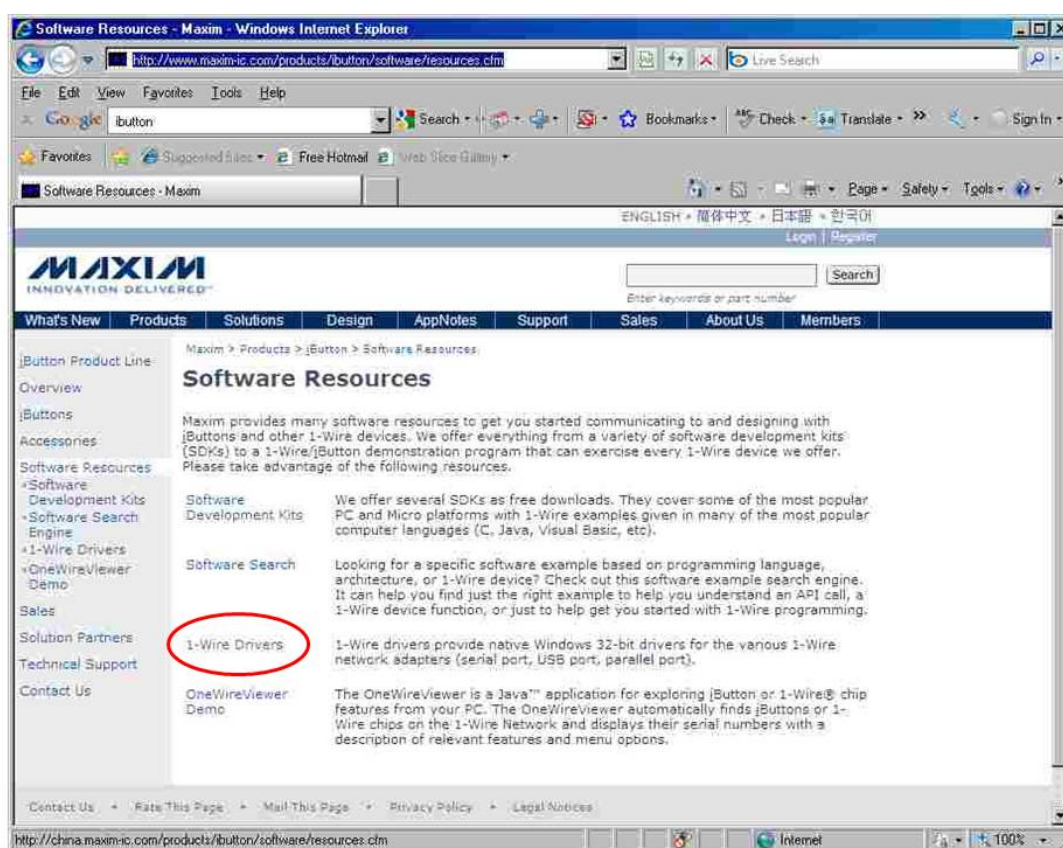 Software Resources - Maxim - Windows Internet Explorer
http://www.maxim-ic.com/products/ibutton/software/resources.cfm
Live Search
File Edit View Favorites Tools Help
Google ibutton Search Bookmarks Check Translate Sign In
Favorites Suggested Sites Free Hotmail Web Slice Gallery
Software Resources - Maxim
Page Safety Tools
ENGLISH 简体中文 日本語 한국어
Login | Register
MAXIM
INNOVATION DELIVERED
Search
Enter keywords or part number
What's New Products Solutions Design AppNotes Support Sales About Us Members
Maxim > Products > iButton > Software Resources
iButton Product Line
Overview
iButtons
Accessories
Software Resources
Software
Development Kits
Software Search
Engine
1-Wire Drivers
OneWireViewer
Demo
Sales
Solution Partners
Technical Support
Contact Us
Software Resources
Maxim provides many software resources to get you started communicating to and designing with
iButtons and other 1-Wire devices. We offer everything from a variety of software development kits
(SDKs) to a 1-Wire/iButton demonstration program that can exercise every 1-Wire device we offer.
Please take advantage of the following resources.
Software
Development Kits
We offer several SDKs as free downloads. They cover some of the most popular
PC and Micro platforms with 1-Wire examples given in many of the most popular
computer languages (C, Java, Visual Basic, etc).
Software Search
Looking for a specific software example based on programming language,
architecture, or 1-Wire device? Check out this software example search engine.
It can help you find just the right example to help you understand an API call, a
1-Wire device function, or just to help get you started with 1-Wire programming.
1-Wire Drivers
1-Wire drivers provide native Windows 32-bit drivers for the various 1-Wire
network adapters (serial port, USB port, parallel port).
OneWireViewer
Demo
The OneWireViewer is a Java™ application for exploring iButton or 1-Wire® chip
features from your PC. The OneWireViewer automatically finds iButtons or 1-
Wire chips on the 1-Wire Network and displays their serial numbers with a
description of relevant features and menu options.
Contact Us • Rate This Page • Mail This Page • Privacy Policy • Legal Notices
http://china.maxim-ic.com/products/ibutton/software/resources.cfm
Internet
100%